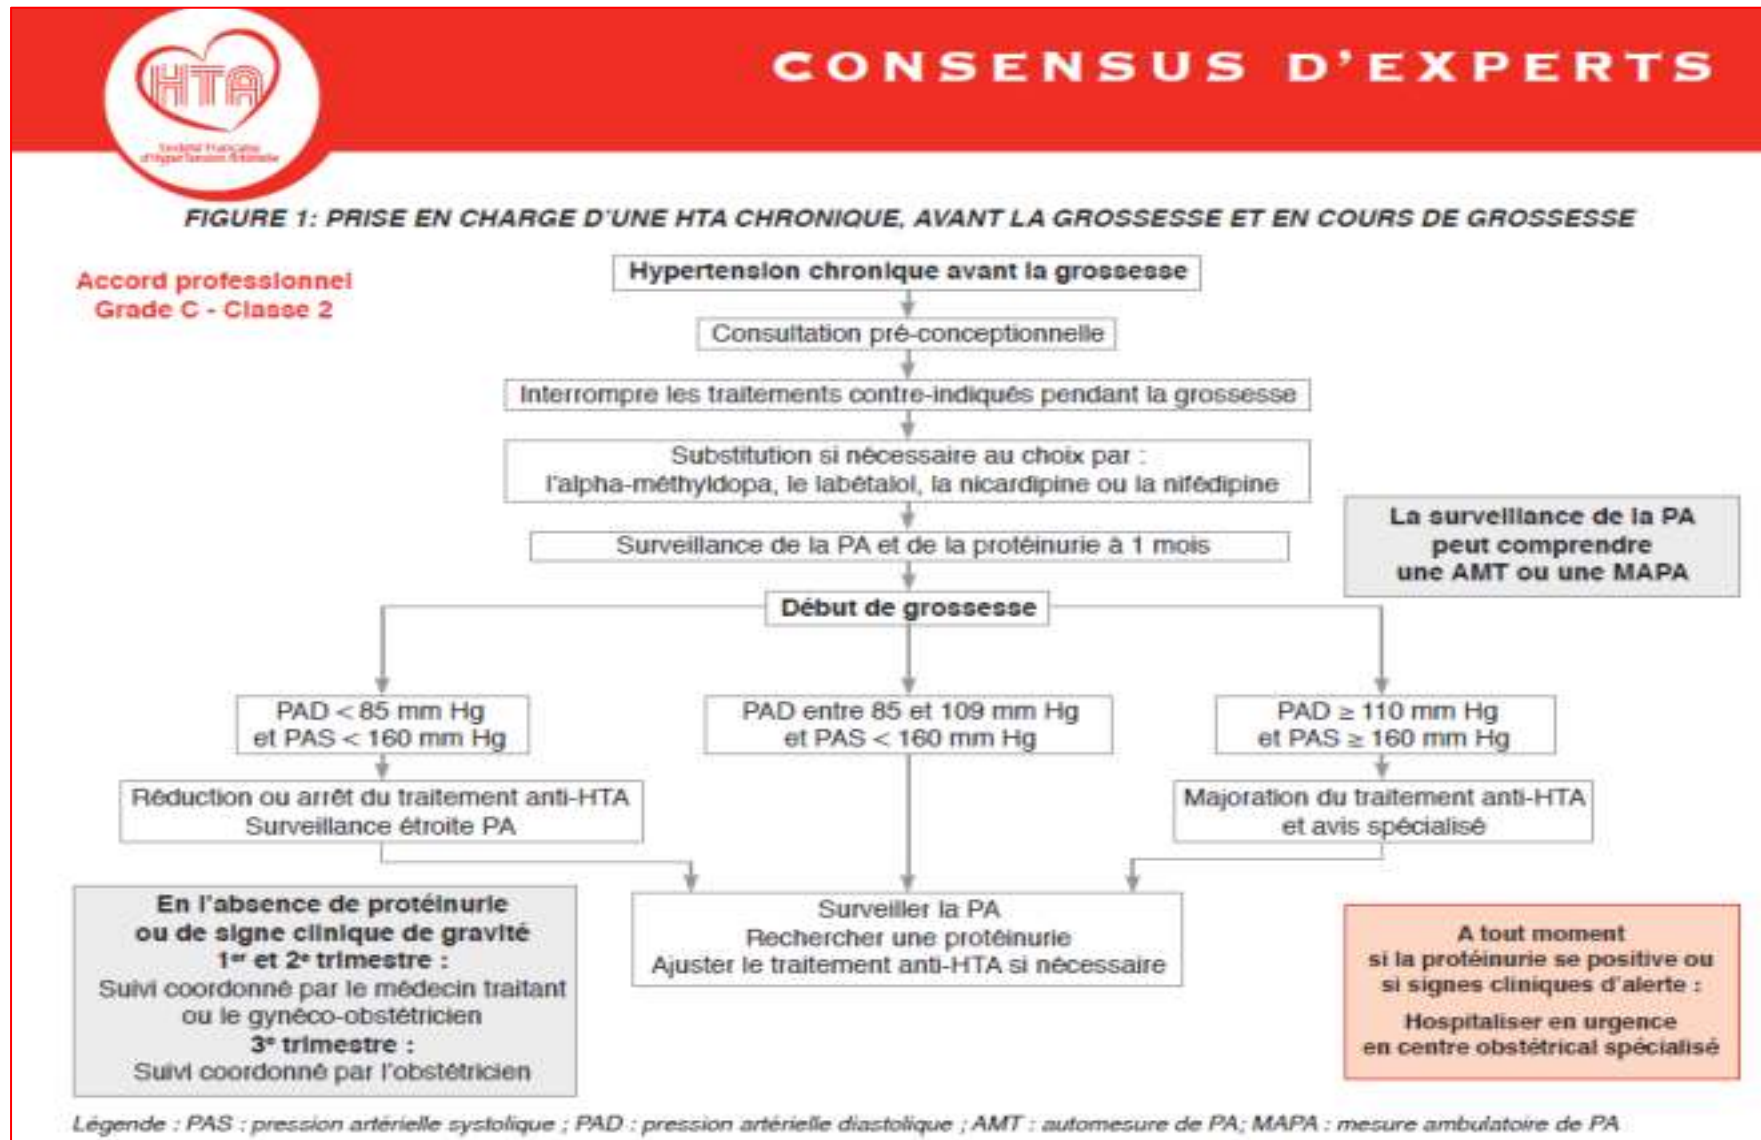 CONSENSUS D'EXPERTS
HTA
Société Française
d'Hypertension Artérielle
FIGURE 1: PRISE EN CHARGE D'UNE HTA CHRONIQUE, AVANT LA GROSSESSE ET EN COURS DE GROSSESSE
Accord professionnel
Grade C - Classe 2
Hypertension chronique avant la grossesse
Consultation pré-conceptionnelle
Interrompre les traitements contre-indiqués pendant la grossesse
Substitution si nécessaire au choix par :
l'alpha-méthyldopa, le labétalol, la nicardipine ou la nifédipine
Surveillance de la PA et de la protéinurie à 1 mois
La surveillance de la PA
peut comprendre
une AMT ou une MAPA
Début de grossesse
PAD < 85 mm Hg
et PAS < 160 mm Hg
PAD entre 85 et 109 mm Hg
et PAS < 160 mm Hg
PAD ≥ 110 mm Hg
et PAS ≥ 160 mm Hg
Réduction ou arrêt du traitement anti-HTA
Surveillance étroite PA
Majoration du traitement anti-HTA
et avis spécialisé
En l'absence de protéinurie
ou de signe clinique de gravité
1er et 2e trimestre :
Suivi coordonné par le médecin traitant
ou le gynéco-obstétricien
3e trimestre :
Suivi coordonné par l'obstétricien
Surveiller la PA
Rechercher une protéinurie
Ajuster le traitement anti-HTA si nécessaire
A tout moment
si la protéinurie se positive ou
si signes cliniques d'alerte :
Hospitaliser en urgence
en centre obstétrical spécialisé
Légende : PAS : pression artérielle systolique ; PAD : pression artérielle diastolique ; AMT : automesure de PA; MAPA : mesure ambulatoire de PA